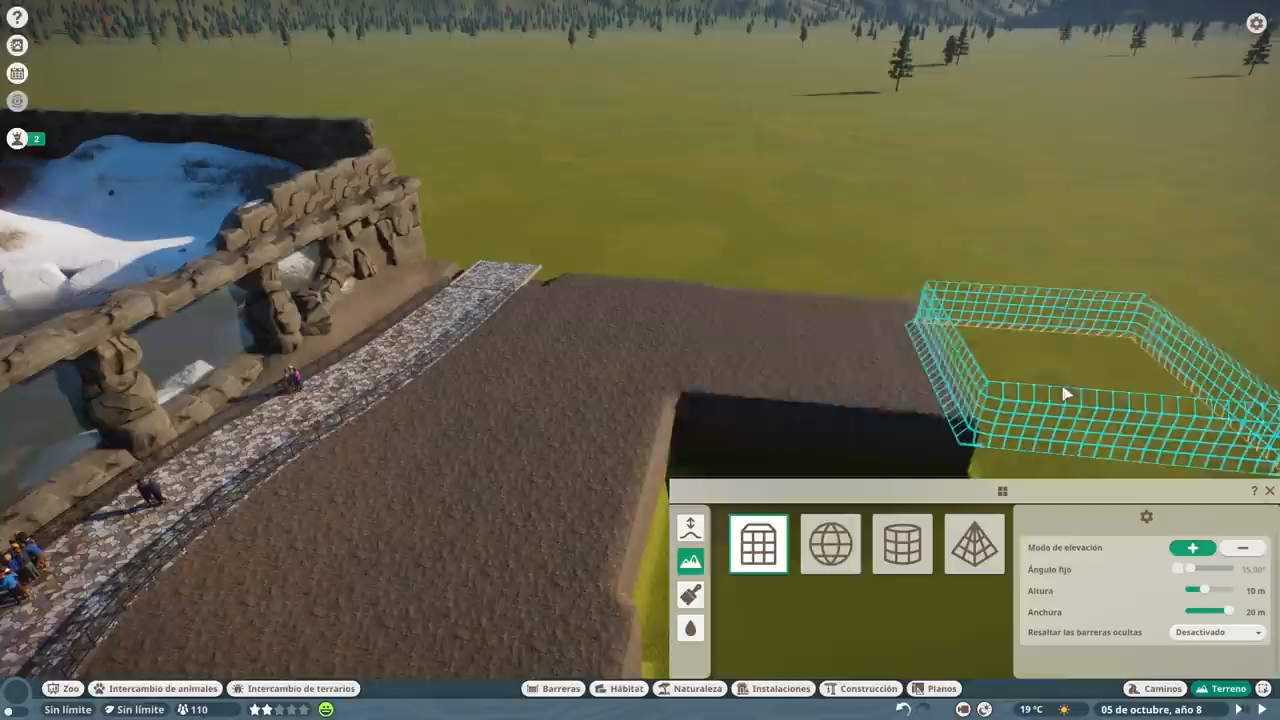 ?
2
? ×
Modo de elevación + −
Ángulo fijo 15.00°
Altura 10 m
Anchura 20 m
Resaltar las barreras ocultas Desactivado
Zoo Intercambio de animales Intercambio de terrarios Barreras Hábitat Naturaleza Instalaciones Construcción Planos Caminos Terreno
Sin límite Sin límite 110 19 °C 05 de octubre, año 8